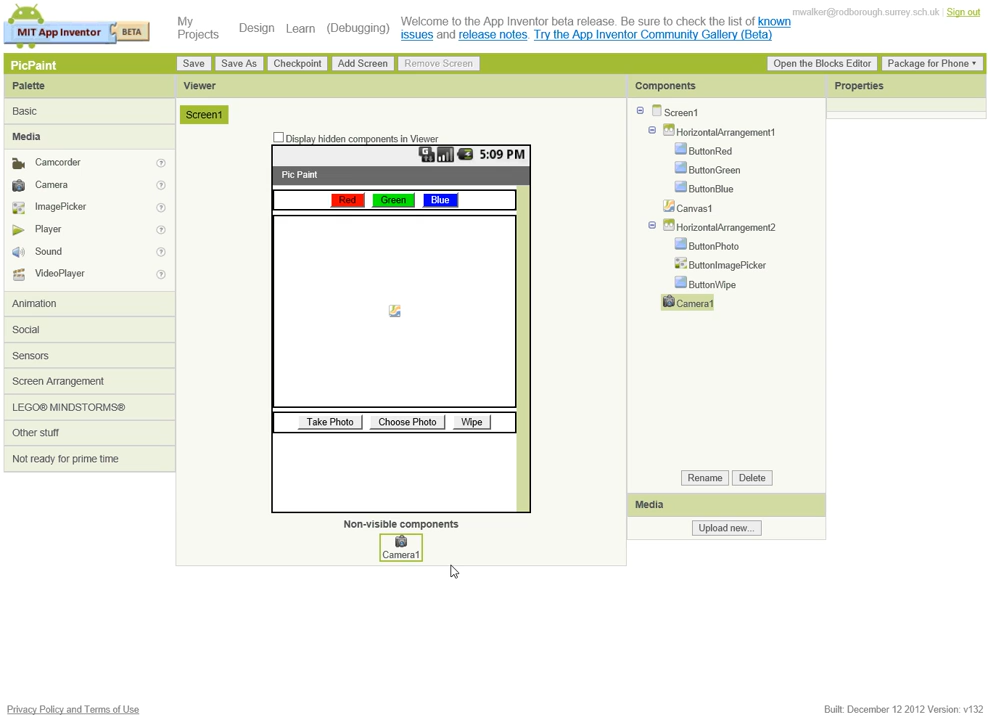 mwalker@rodborough.surrey.sch.uk | Sign out
MIT App Inventor BETA
My Projects
Design
Learn
(Debugging)
Welcome to the App Inventor beta release. Be sure to check the list of known
issues and release notes. Try the App Inventor Community Gallery (Beta)
PicPaint
Save
Save As
Checkpoint
Add Screen
Remove Screen
Open the Blocks Editor
Package for Phone
Palette
Basic
Media
Camcorder ?
Camera ?
ImagePicker ?
Player ?
Sound ?
VideoPlayer ?
Animation
Social
Sensors
Screen Arrangement
LEGO® MINDSTORMS®
Other stuff
Not ready for prime time
Viewer
Screen1
Display hidden components in Viewer
5:09 PM
Pic Paint
Red Green Blue
Take Photo Choose Photo Wipe
Non-visible components
Camera1
Components
Screen1
HorizontalArrangement1
ButtonRed
ButtonGreen
ButtonBlue
Canvas1
HorizontalArrangement2
ButtonPhoto
ButtonImagePicker
ButtonWipe
Camera1
Rename Delete
Media
Upload new...
Properties
Privacy Policy and Terms of Use
Built: December 12 2012 Version: v132